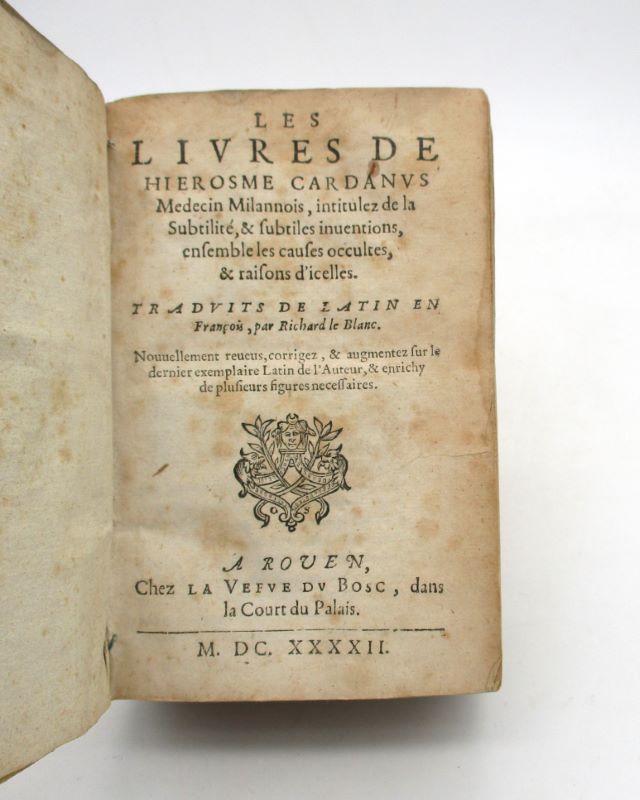 LES
LIVRES DE
HIEROSME CARDANVS
Medecin Milannois, intitulez de la
Subtilité, & subtiles inuentions,
ensemble les causes occultes,
& raisons d'icelles.
TRADVITS DE LATIN EN
François, par Richard le Blanc.
Nouuellement reueus, corrigez, & augmentez sur le
dernier exemplaire Latin de l'Auteur, & enrichy
de plusieurs figures necessaires.
O S
A ROVEN,
Chez LA VEFVE DV BOSC, dans
la Court du Palais.
M. DC. XXXXII.